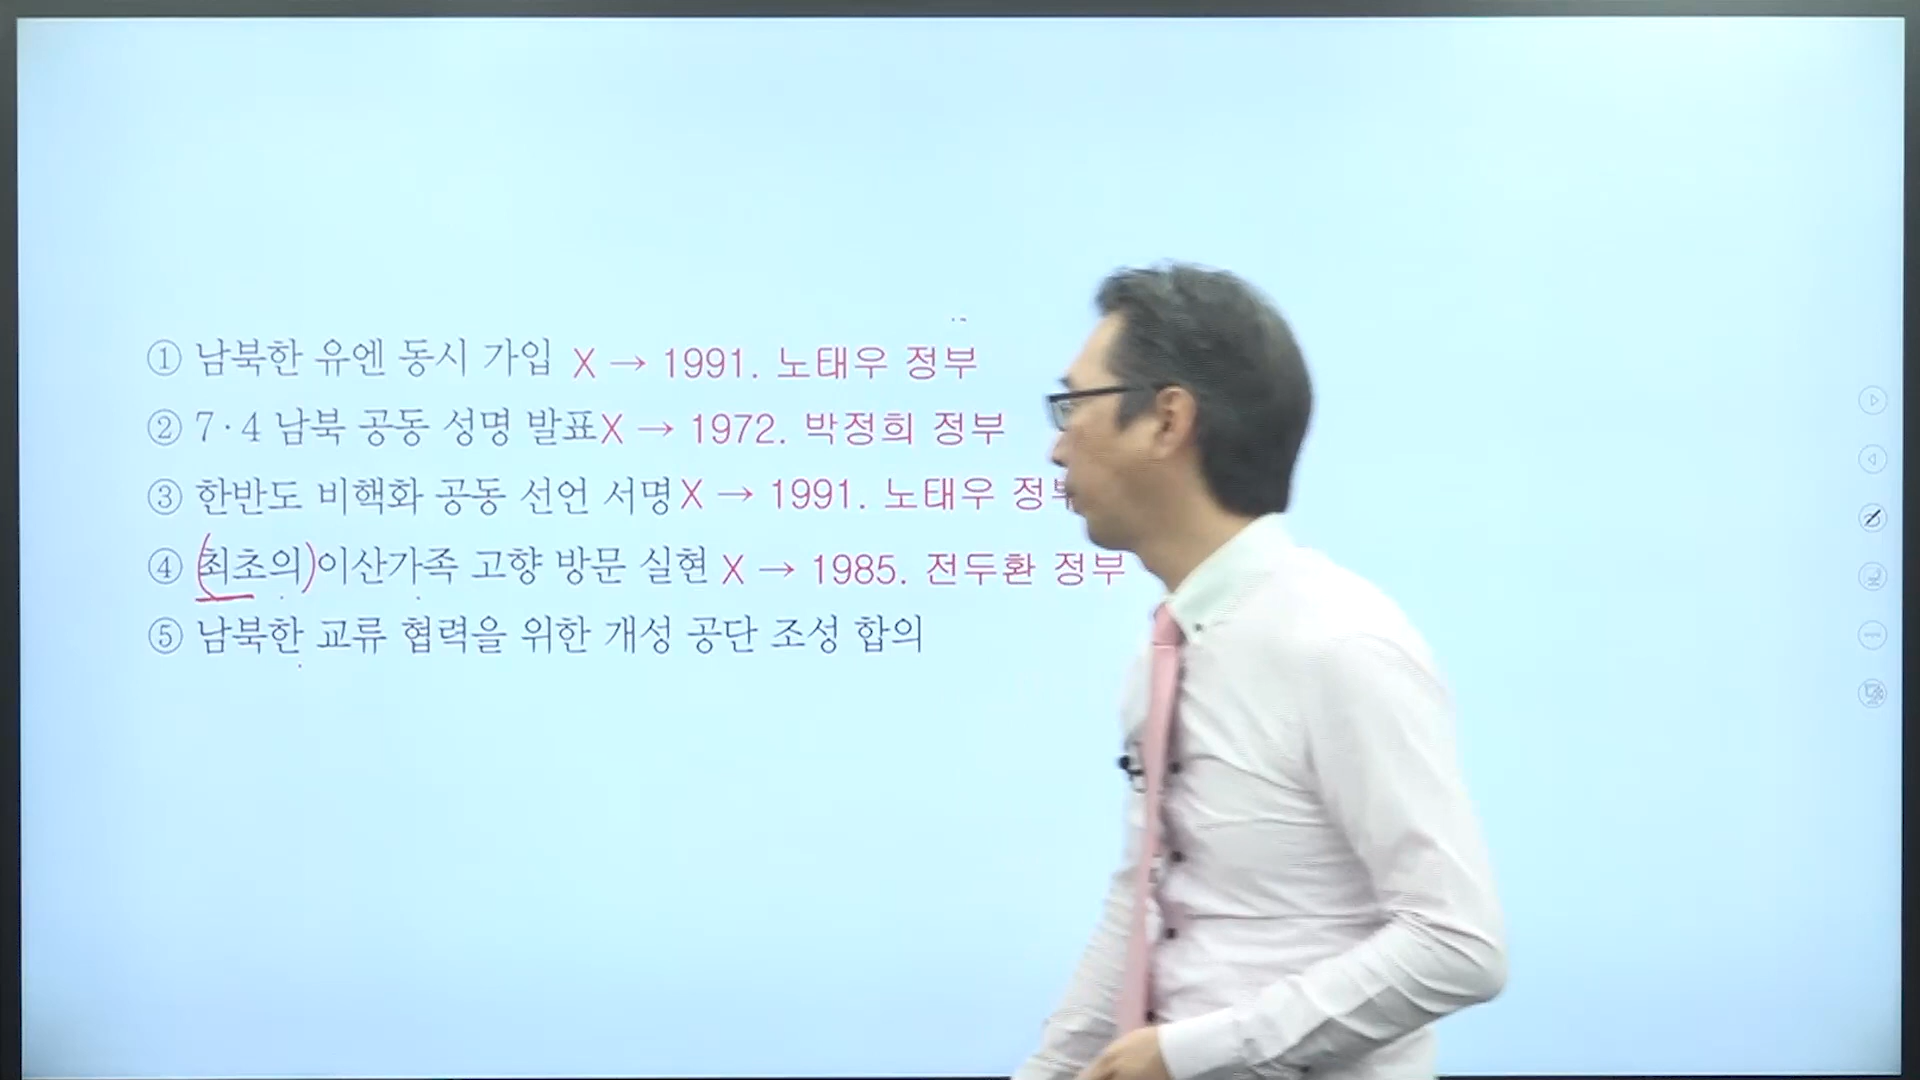 ① 남북한 유엔 동시 가입 X → 1991. 노태우 정부
② 7·4 남북 공동 성명 발표X → 1972. 박정희 정부
③ 한반도 비핵화 공동 선언 서명X → 1991. 노태우 정부
④ (최초의)이산가족 고향 방문 실현 X → 1985. 전두환 정부
⑤ 남북한 교류 협력을 위한 개성 공단 조성 합의